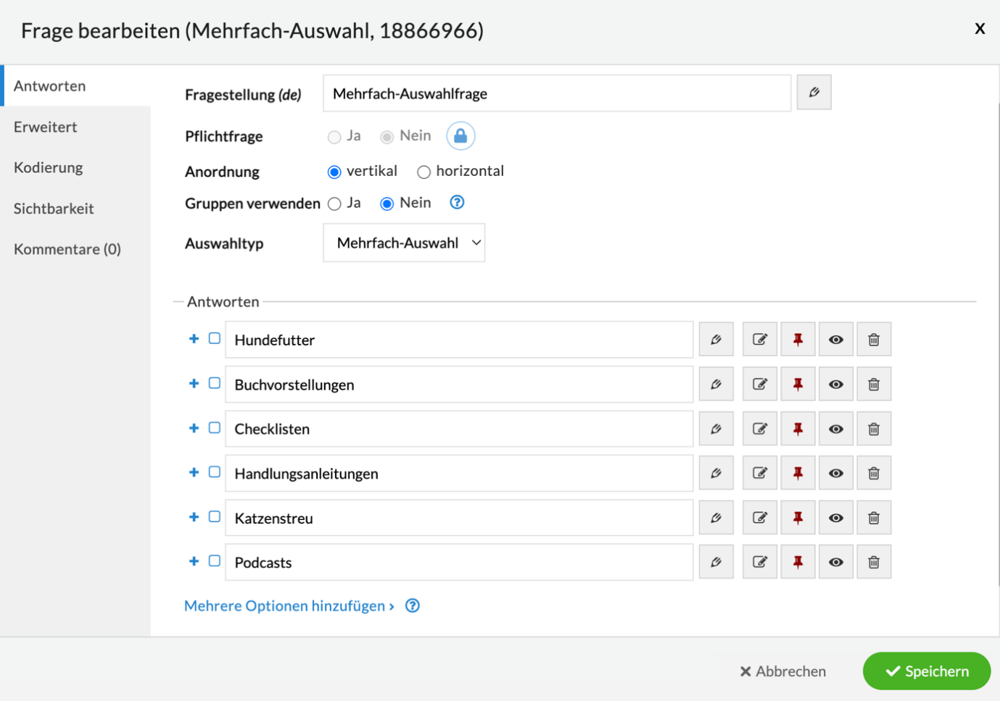 Frage bearbeiten (Mehrfach-Auswahl, 18866966) X
Antworten
Erweitert
Kodierung
Sichtbarkeit
Kommentare (0)
Fragestellung (de) Mehrfach-Auswahlfrage
Pflichtfrage Ja Nein
Anordnung vertikal horizontal
Gruppen verwenden Ja Nein ?
Auswahltyp Mehrfach-Auswahl
Antworten
+ Hundefutter
+ Buchvorstellungen
+ Checklisten
+ Handlungsanleitungen
+ Katzenstreu
+ Podcasts
Mehrere Optionen hinzufügen › ?
Abbrechen Speichern